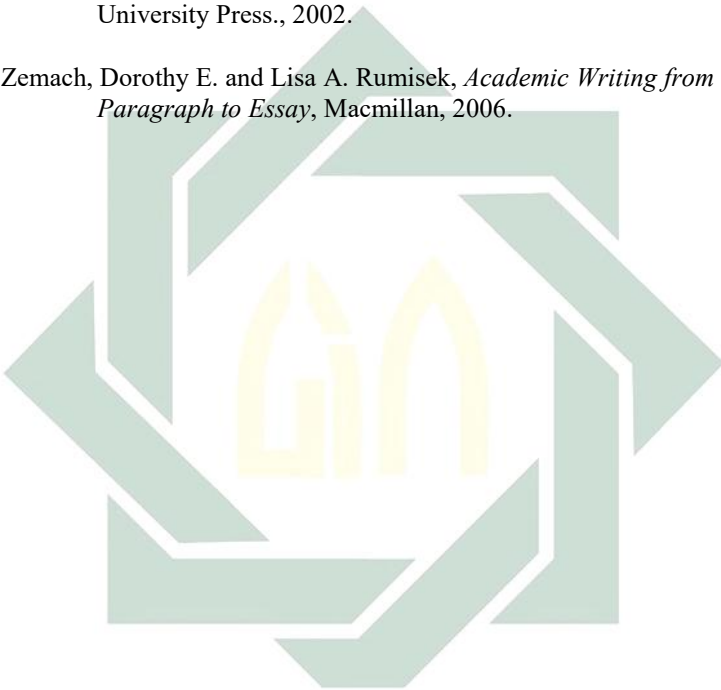 University Press., 2002.
Zemach, Dorothy E. and Lisa A. Rumisek, Academic Writing from
Paragraph to Essay, Macmillan, 2006.